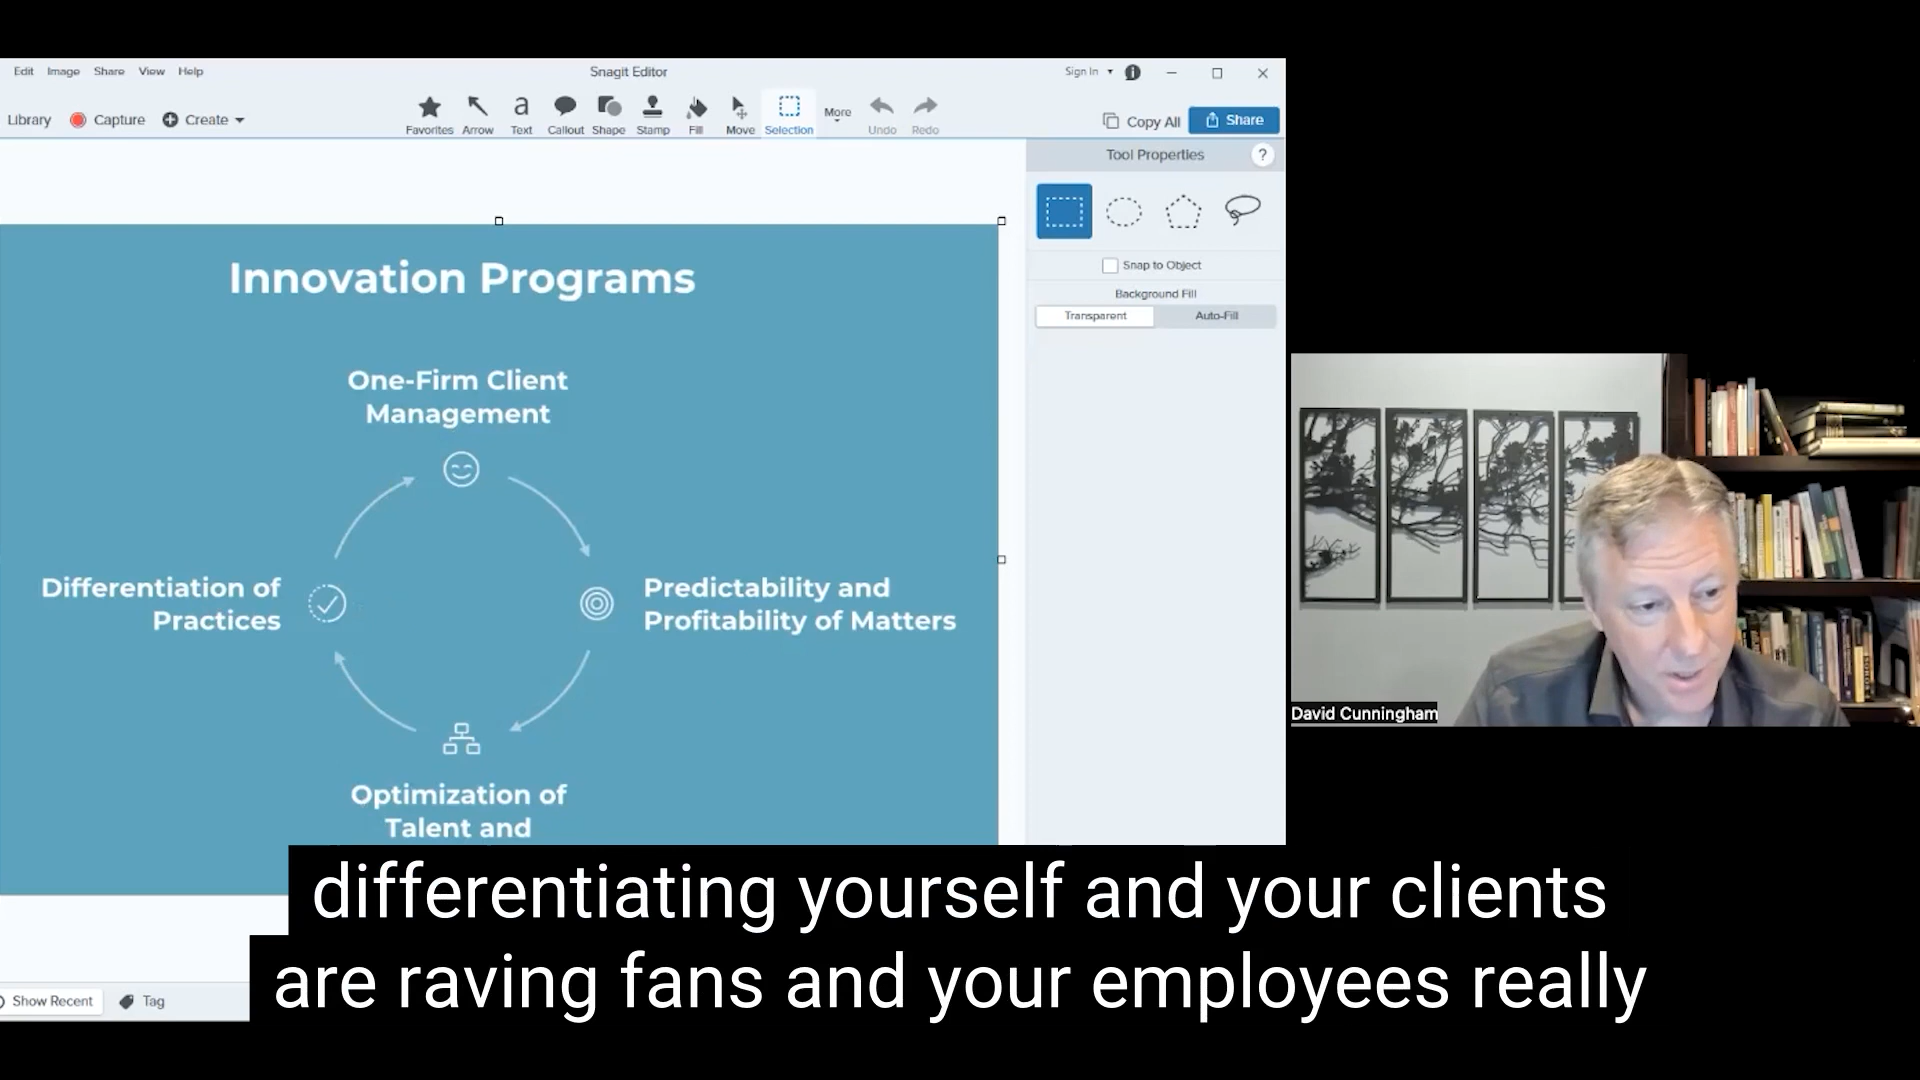 Edit Image Share View Help
Snagit Editor
Sign In
Library Capture Create
Favorites Arrow Text Callout Shape Stamp Fill Move Selection More Undo Redo
Copy All Share
Tool Properties ?
Snap to Object
Background Fill
Transparent Auto-Fill
Innovation Programs
One-Firm Client
Management
Differentiation of
Practices
Predictability and
Profitability of Matters
Optimization of
Talent and
David Cunningham
differentiating yourself and your clients
are raving fans and your employees really
Show Recent Tag